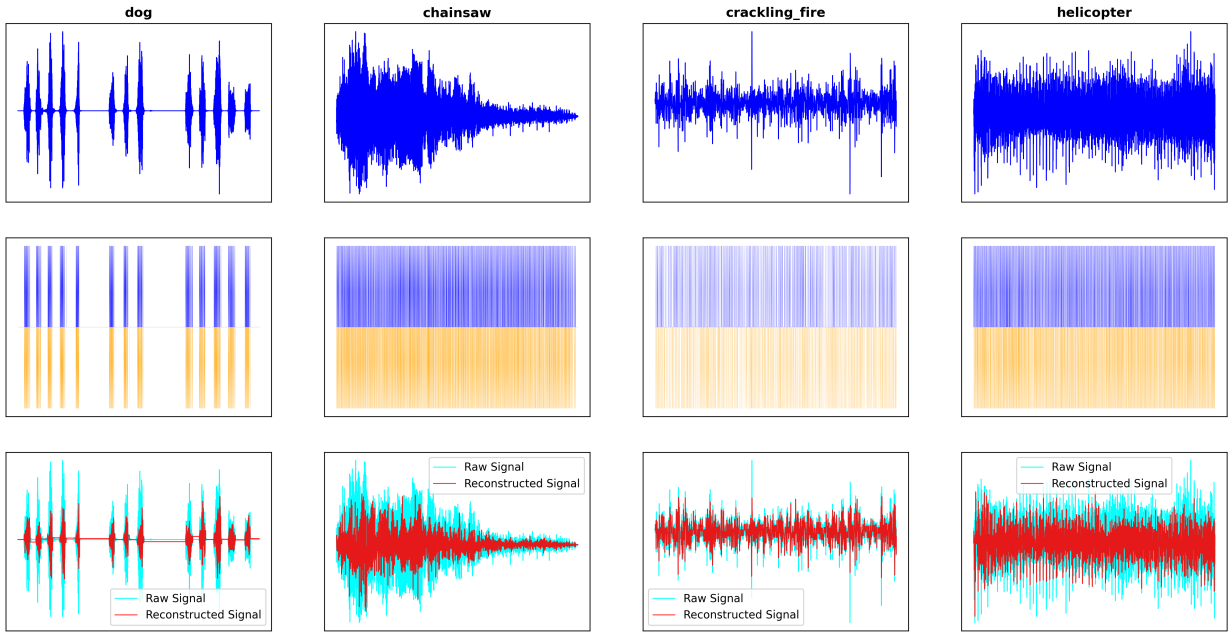 dog
chainsaw
crackling_fire
helicopter
Raw Signal
Reconstructed Signal
Raw Signal
Reconstructed Signal
Raw Signal
Reconstructed Signal
Raw Signal
Reconstructed Signal